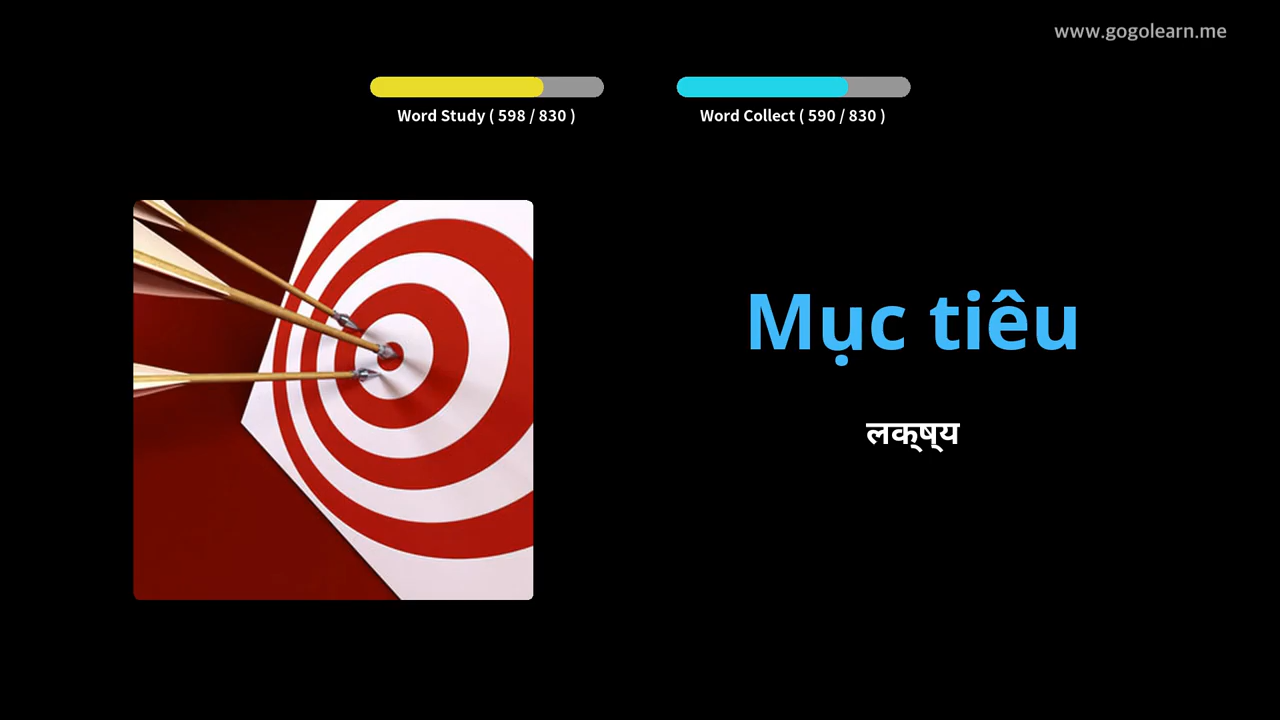 www.gogolearn.me
Word Study ( 598 / 830 )
Word Collect ( 590 / 830 )
Mục tiêu
लक्ष्य